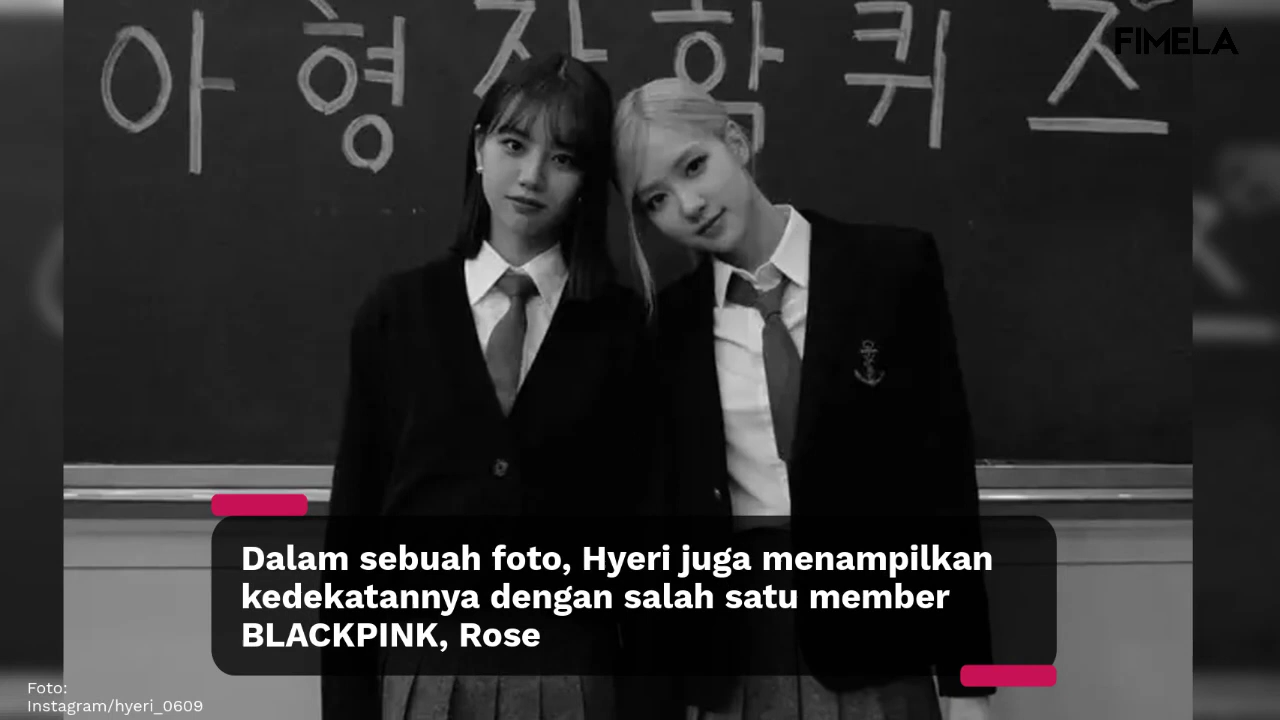 아형장학퀴즈
FIMELA
Dalam sebuah foto, Hyeri juga menampilkan
kedekatannya dengan salah satu member
BLACKPINK, Rose
Foto:
Instagram/hyeri_0609